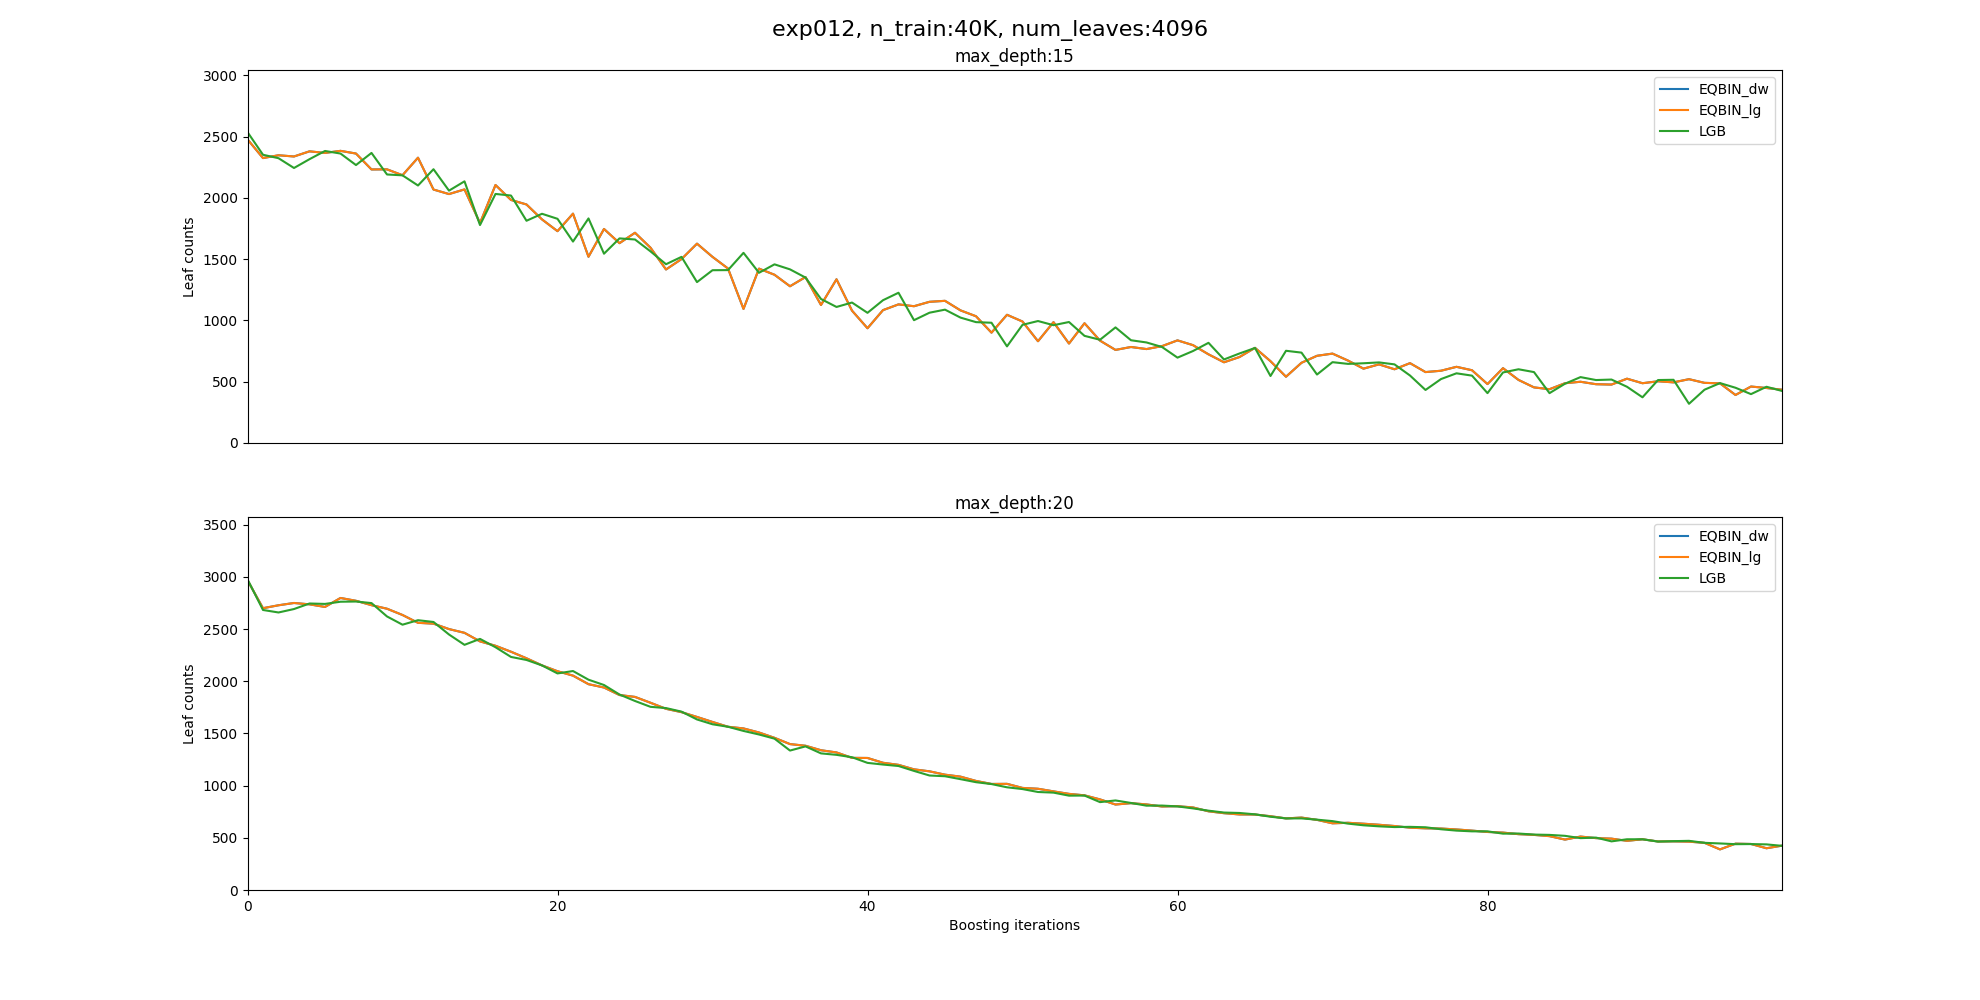 exp012, n_train:40K, num_leaves:4096
max_depth:15
3000
2500
2000
1500
1000
500
0
Leaf counts
EQBIN_dw
EQBIN_lg
LGB
max_depth:20
3500
3000
2500
2000
1500
1000
500
0
Leaf counts
EQBIN_dw
EQBIN_lg
LGB
0 20 40 60 80
Boosting iterations